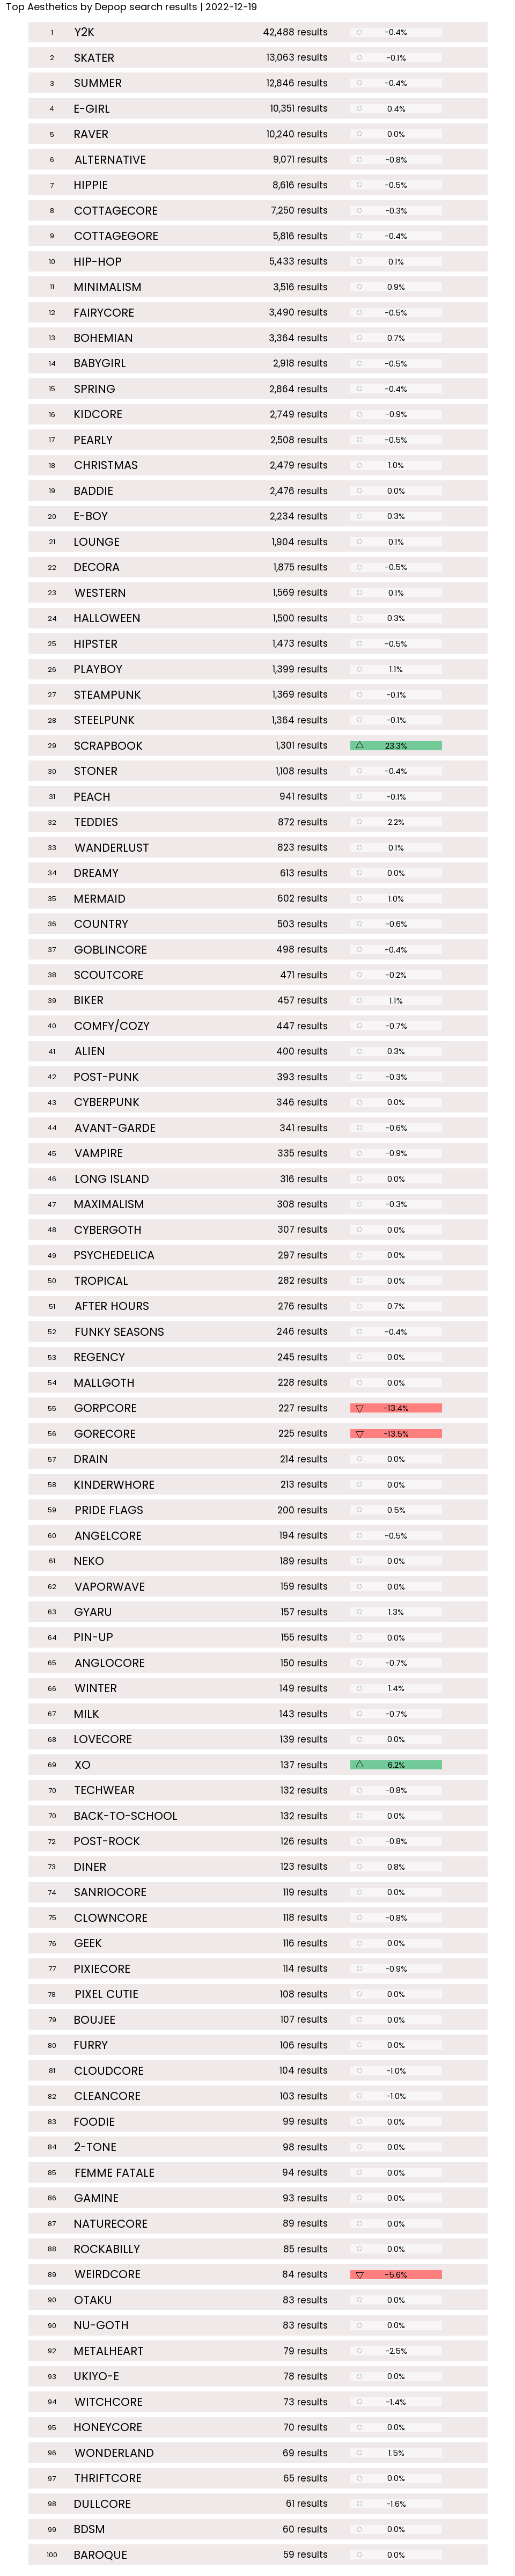 Top Aesthetics by Depop search results | 2022-12-19
1 Y2K 42,488 results -0.4%
2 SKATER 13,063 results -0.1%
3 SUMMER 12,846 results -0.4%
4 E-GIRL 10,351 results 0.4%
5 RAVER 10,240 results 0.0%
6 ALTERNATIVE 9,071 results -0.8%
7 HIPPIE 8,616 results -0.5%
8 COTTAGECORE 7,250 results -0.3%
9 COTTAGEGORE 5,816 results -0.4%
10 HIP-HOP 5,433 results 0.1%
11 MINIMALISM 3,516 results 0.9%
12 FAIRYCORE 3,490 results -0.5%
13 BOHEMIAN 3,364 results 0.7%
14 BABYGIRL 2,918 results -0.5%
15 SPRING 2,864 results -0.4%
16 KIDCORE 2,749 results -0.9%
17 PEARLY 2,508 results -0.5%
18 CHRISTMAS 2,479 results 1.0%
19 BADDIE 2,476 results 0.0%
20 E-BOY 2,234 results 0.3%
21 LOUNGE 1,904 results 0.1%
22 DECORA 1,875 results -0.5%
23 WESTERN 1,569 results 0.1%
24 HALLOWEEN 1,500 results 0.3%
25 HIPSTER 1,473 results -0.5%
26 PLAYBOY 1,399 results 1.1%
27 STEAMPUNK 1,369 results -0.1%
28 STEELPUNK 1,364 results -0.1%
29 SCRAPBOOK 1,301 results 23.3%
30 STONER 1,108 results -0.4%
31 PEACH 941 results -0.1%
32 TEDDIES 872 results 2.2%
33 WANDERLUST 823 results 0.1%
34 DREAMY 613 results 0.0%
35 MERMAID 602 results 1.0%
36 COUNTRY 503 results -0.6%
37 GOBLINCORE 498 results -0.4%
38 SCOUTCORE 471 results -0.2%
39 BIKER 457 results 1.1%
40 COMFY/COZY 447 results -0.7%
41 ALIEN 400 results 0.3%
42 POST-PUNK 393 results -0.3%
43 CYBERPUNK 346 results 0.0%
44 AVANT-GARDE 341 results -0.6%
45 VAMPIRE 335 results -0.9%
46 LONG ISLAND 316 results 0.0%
47 MAXIMALISM 308 results -0.3%
48 CYBERGOTH 307 results 0.0%
49 PSYCHEDELICA 297 results 0.0%
50 TROPICAL 282 results 0.0%
51 AFTER HOURS 276 results 0.7%
52 FUNKY SEASONS 246 results -0.4%
53 REGENCY 245 results 0.0%
54 MALLGOTH 228 results 0.0%
55 GORPCORE 227 results -13.4%
56 GORECORE 225 results -13.5%
57 DRAIN 214 results 0.0%
58 KINDERWHORE 213 results 0.0%
59 PRIDE FLAGS 200 results 0.5%
60 ANGELCORE 194 results -0.5%
61 NEKO 189 results 0.0%
62 VAPORWAVE 159 results 0.0%
63 GYARU 157 results 1.3%
64 PIN-UP 155 results 0.0%
65 ANGLOCORE 150 results -0.7%
66 WINTER 149 results 1.4%
67 MILK 143 results -0.7%
68 LOVECORE 139 results 0.0%
69 XO 137 results 6.2%
70 TECHWEAR 132 results -0.8%
70 BACK-TO-SCHOOL 132 results 0.0%
72 POST-ROCK 126 results -0.8%
73 DINER 123 results 0.8%
74 SANRIOCORE 119 results 0.0%
75 CLOWNCORE 118 results -0.8%
76 GEEK 116 results 0.0%
77 PIXIECORE 114 results -0.9%
78 PIXEL CUTIE 108 results 0.0%
79 BOUJEE 107 results 0.0%
80 FURRY 106 results 0.0%
81 CLOUDCORE 104 results -1.0%
82 CLEANCORE 103 results -1.0%
83 FOODIE 99 results 0.0%
84 2-TONE 98 results 0.0%
85 FEMME FATALE 94 results 0.0%
86 GAMINE 93 results 0.0%
87 NATURECORE 89 results 0.0%
88 ROCKABILLY 85 results 0.0%
89 WEIRDCORE 84 results -5.6%
90 OTAKU 83 results 0.0%
90 NU-GOTH 83 results 0.0%
92 METALHEART 79 results -2.5%
93 UKIYO-E 78 results 0.0%
94 WITCHCORE 73 results -1.4%
95 HONEYCORE 70 results 0.0%
96 WONDERLAND 69 results 1.5%
97 THRIFTCORE 65 results 0.0%
98 DULLCORE 61 results -1.6%
99 BDSM 60 results 0.0%
100 BAROQUE 59 results 0.0%